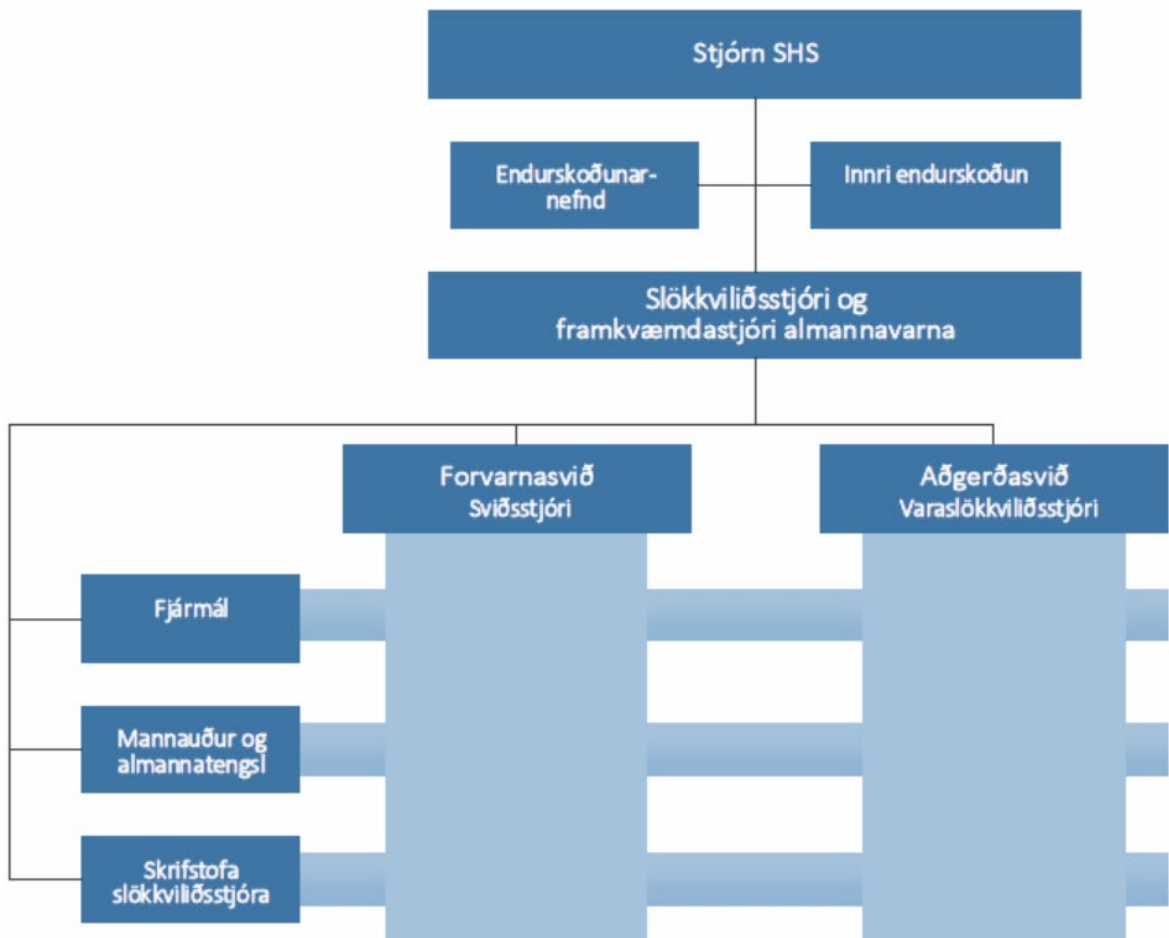 Stjórn SHS
Endurskoðunar-
nefnd
Innri endurskoðun
Slökkviliðsstjóri og
framkvæmdastjóri almannavarna
Forvarnasvið
Sviðsstjóri
Aðgerðasvið
Varaslökkviliðsstjóri
Fjármál
Mannauður og
almannatengsl
Skrifstofa
slökkviliðsstjóra